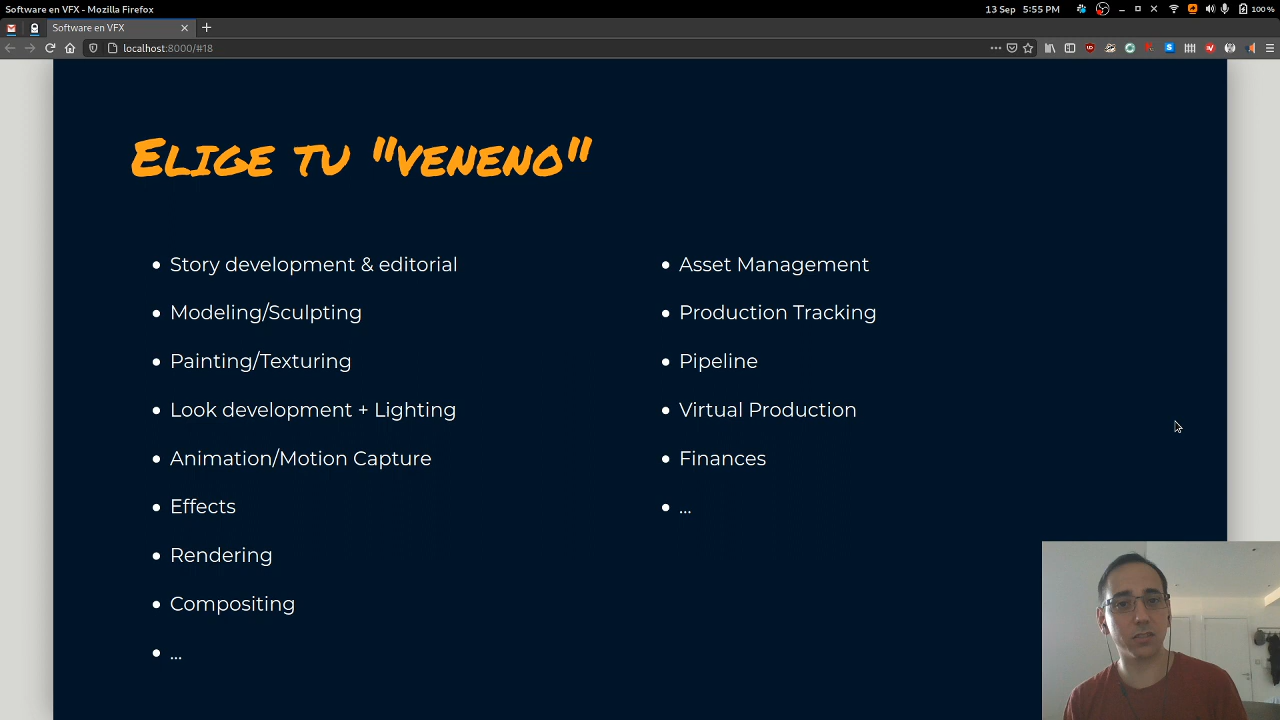 Software en VFX - Mozilla Firefox
13 Sep 5:55 PM
100 %
Software en VFX
localhost:8000/#18
Elige tu "veneno"
Story development & editorial
Modeling/Sculpting
Painting/Texturing
Look development + Lighting
Animation/Motion Capture
Effects
Rendering
Compositing
...
Asset Management
Production Tracking
Pipeline
Virtual Production
Finances
...